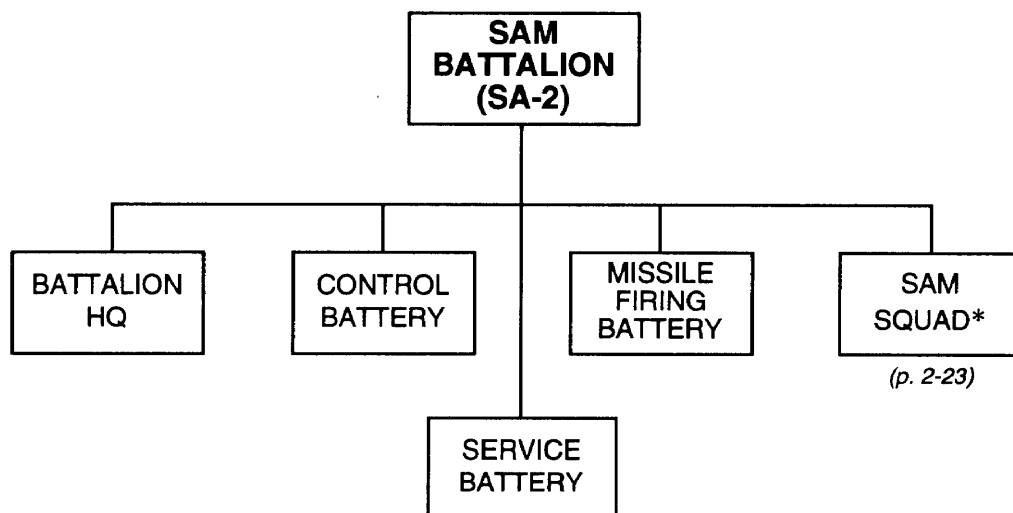 SAM
BATTALION
(SA-2)
BATTALION
HQ
CONTROL
BATTERY
MISSILE
FIRING
BATTERY
SAM
SQUAD*
(p. 2-23)
SERVICE
BATTERY